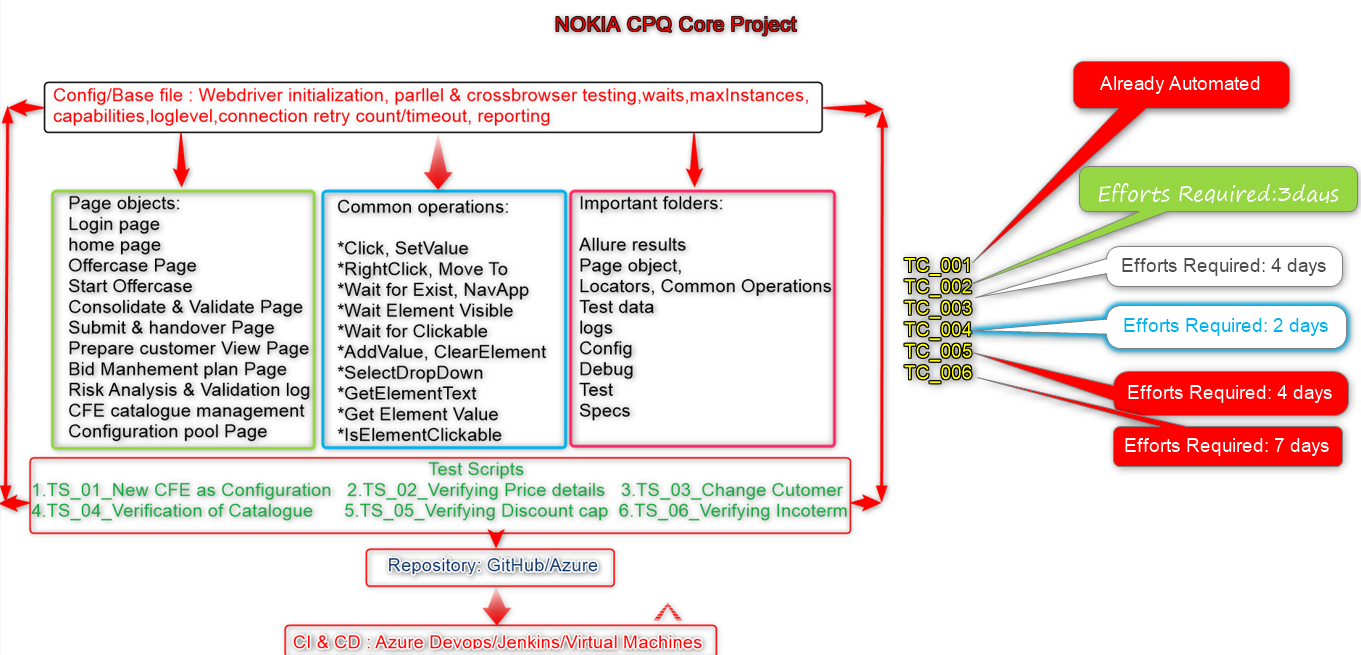 NOKIA CPQ Core Project
Config/Base file : Webdriver initialization, parllel & crossbrowser testing,waits,maxInstances,
capabilities,loglevel,connection retry count/timeout, reporting
Page objects:
Login page
home page
Offercase Page
Start Offercase
Consolidate & Validate Page
Submit & handover Page
Prepare customer View Page
Bid Manhement plan Page
Risk Analysis & Validation log
CFE catalogue management
Configuration pool Page
Common operations:
*Click, SetValue
*RightClick, Move To
*Wait for Exist, NavApp
*Wait Element Visible
*Wait for Clickable
*AddValue, ClearElement
*SelectDropDown
*GetElementText
*Get Element Value
*IsElementClickable
Important folders:
Allure results
Page object,
Locators, Common Operations
Test data
logs
Config
Debug
Test
Specs
Test Scripts
1.TS_01_New CFE as Configuration 2.TS_02_Verifying Price details 3.TS_03_Change Cutomer
4.TS_04_Verification of Catalogue 5.TS_05_Verifying Discount cap 6.TS_06_Verifying Incoterm
Repository: GitHub/Azure
CI & CD : Azure Devops/Jenkins/Virtual Machines
TC_001
TC_002
TC_003
TC_004
TC_005
TC_006
Already Automated
Efforts Required:3days
Efforts Required: 4 days
Efforts Required: 2 days
Efforts Required: 4 days
Efforts Required: 7 days